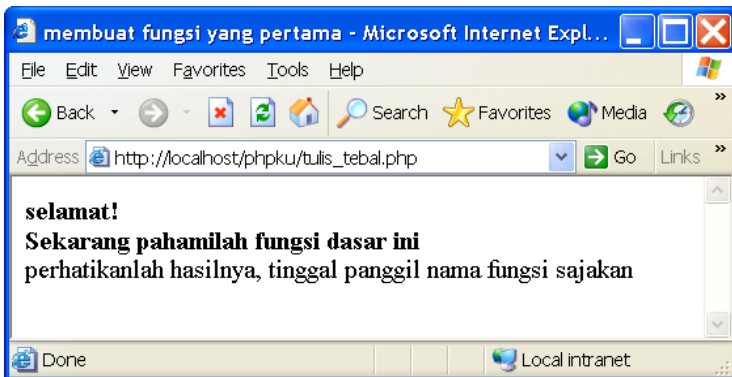 membuat fungsi yang pertama - Microsoft Internet Expl...
File Edit View Favorites Tools Help
Back Search Favorites Media »
Address http://localhost/phpku/tulis_tebal.php Go Links »
selamat!
Sekarang pahamilah fungsi dasar ini
perhatikanlah hasilnya, tinggal panggil nama fungsi sajakan
Done Local intranet